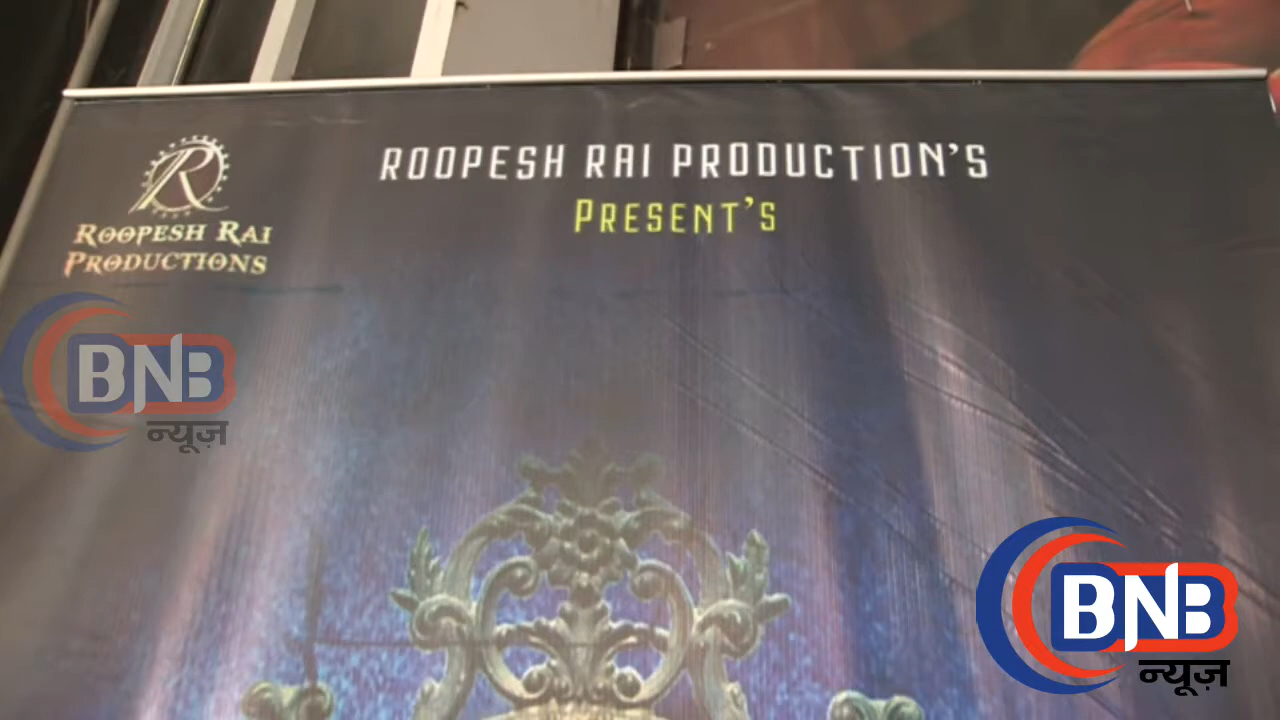 ROOPESH RAI PRODUCTION'S
PRESENT'S
R
ROOPESH RAI
PRODUCTIONS
BNB
न्यूज़
BNB
न्यूज़